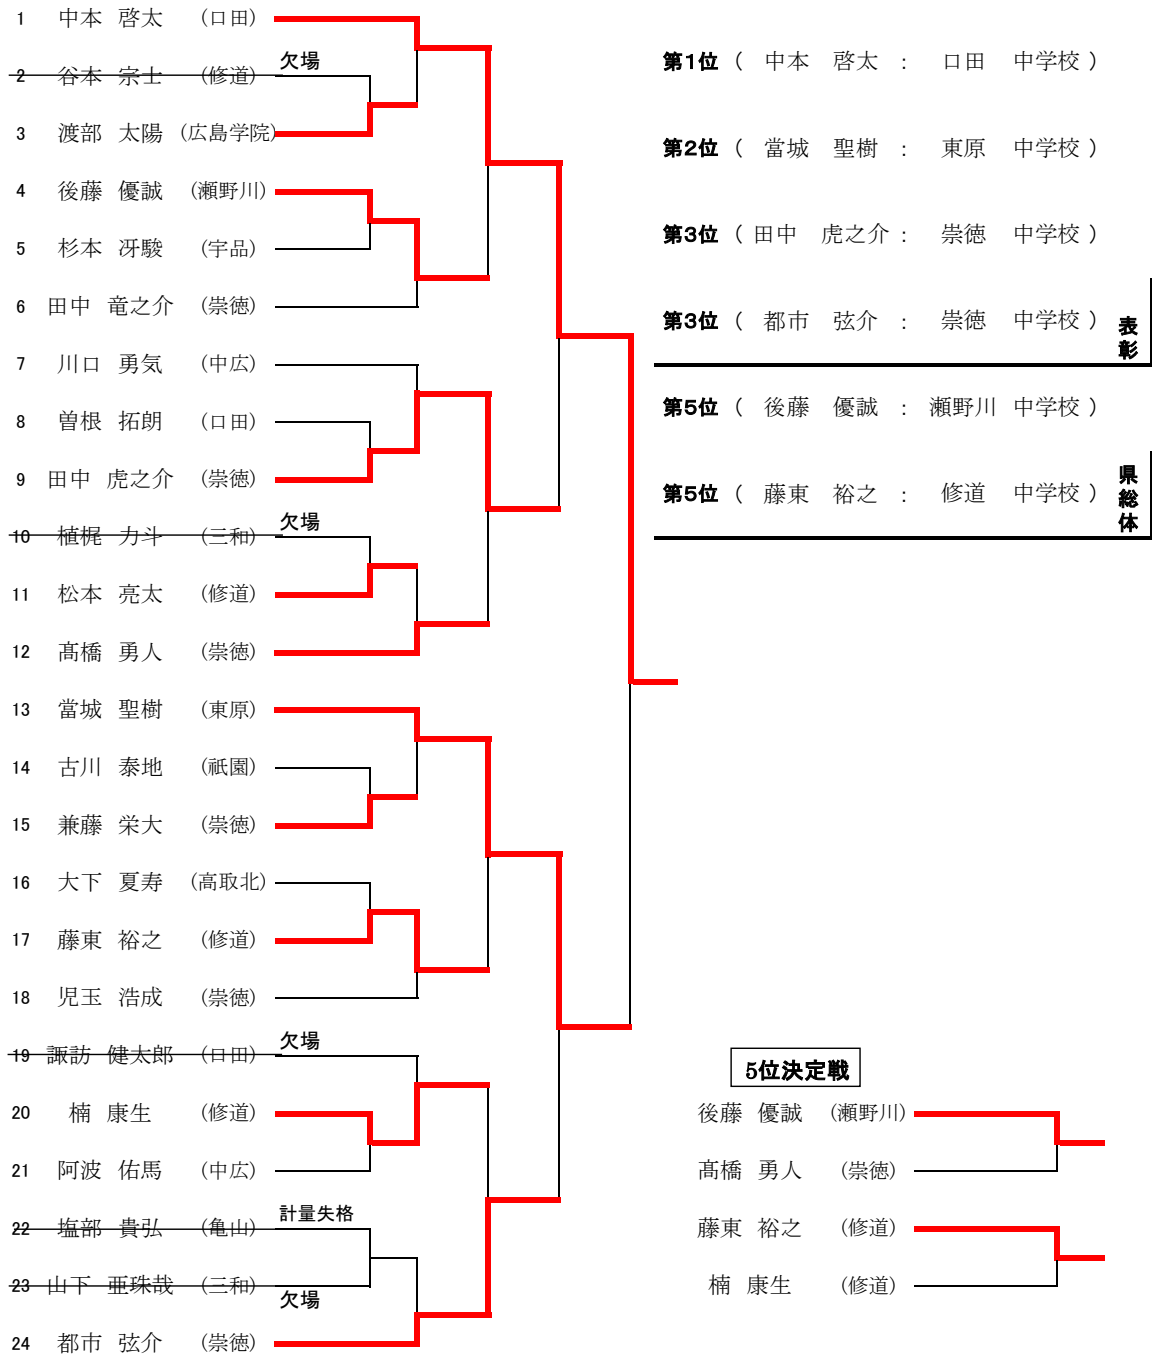 1 中本 啓太 (口田)
2 谷本 宗士 (修道) 欠場
3 渡部 太陽 (広島学院)
4 後藤 優誠 (瀬野川)
5 杉本 冴駿 (宇品)
6 田中 竜之介 (崇徳)
7 川口 勇気 (中広)
8 曽根 拓朗 (口田)
9 田中 虎之介 (崇徳)
10 植梶 力斗 (三和) 欠場
11 松本 亮太 (修道)
12 髙橋 勇人 (崇徳)
13 當城 聖樹 (東原)
14 古川 泰地 (祇園)
15 兼藤 栄大 (崇徳)
16 大下 夏寿 (高取北)
17 藤東 裕之 (修道)
18 児玉 浩成 (崇徳)
19 諏訪 健太郎 (口田) 欠場
20 楠 康生 (修道)
21 阿波 佑馬 (中広)
22 塩部 貴弘 (亀山) 計量失格
23 山下 亜珠哉 (三和) 欠場
24 都市 弦介 (崇徳)
第1位 ( 中本 啓太 : 口田 中学校 )
第2位 ( 當城 聖樹 : 東原 中学校 )
第3位 ( 田中 虎之介 : 崇徳 中学校 )
第3位 ( 都市 弦介 : 崇徳 中学校 )
表彰
第5位 ( 後藤 優誠 : 瀬野川 中学校 )
第5位 ( 藤東 裕之 : 修道 中学校 )
県総体
5位決定戦
後藤 優誠 (瀬野川)
髙橋 勇人 (崇徳)
藤東 裕之 (修道)
楠 康生 (修道)